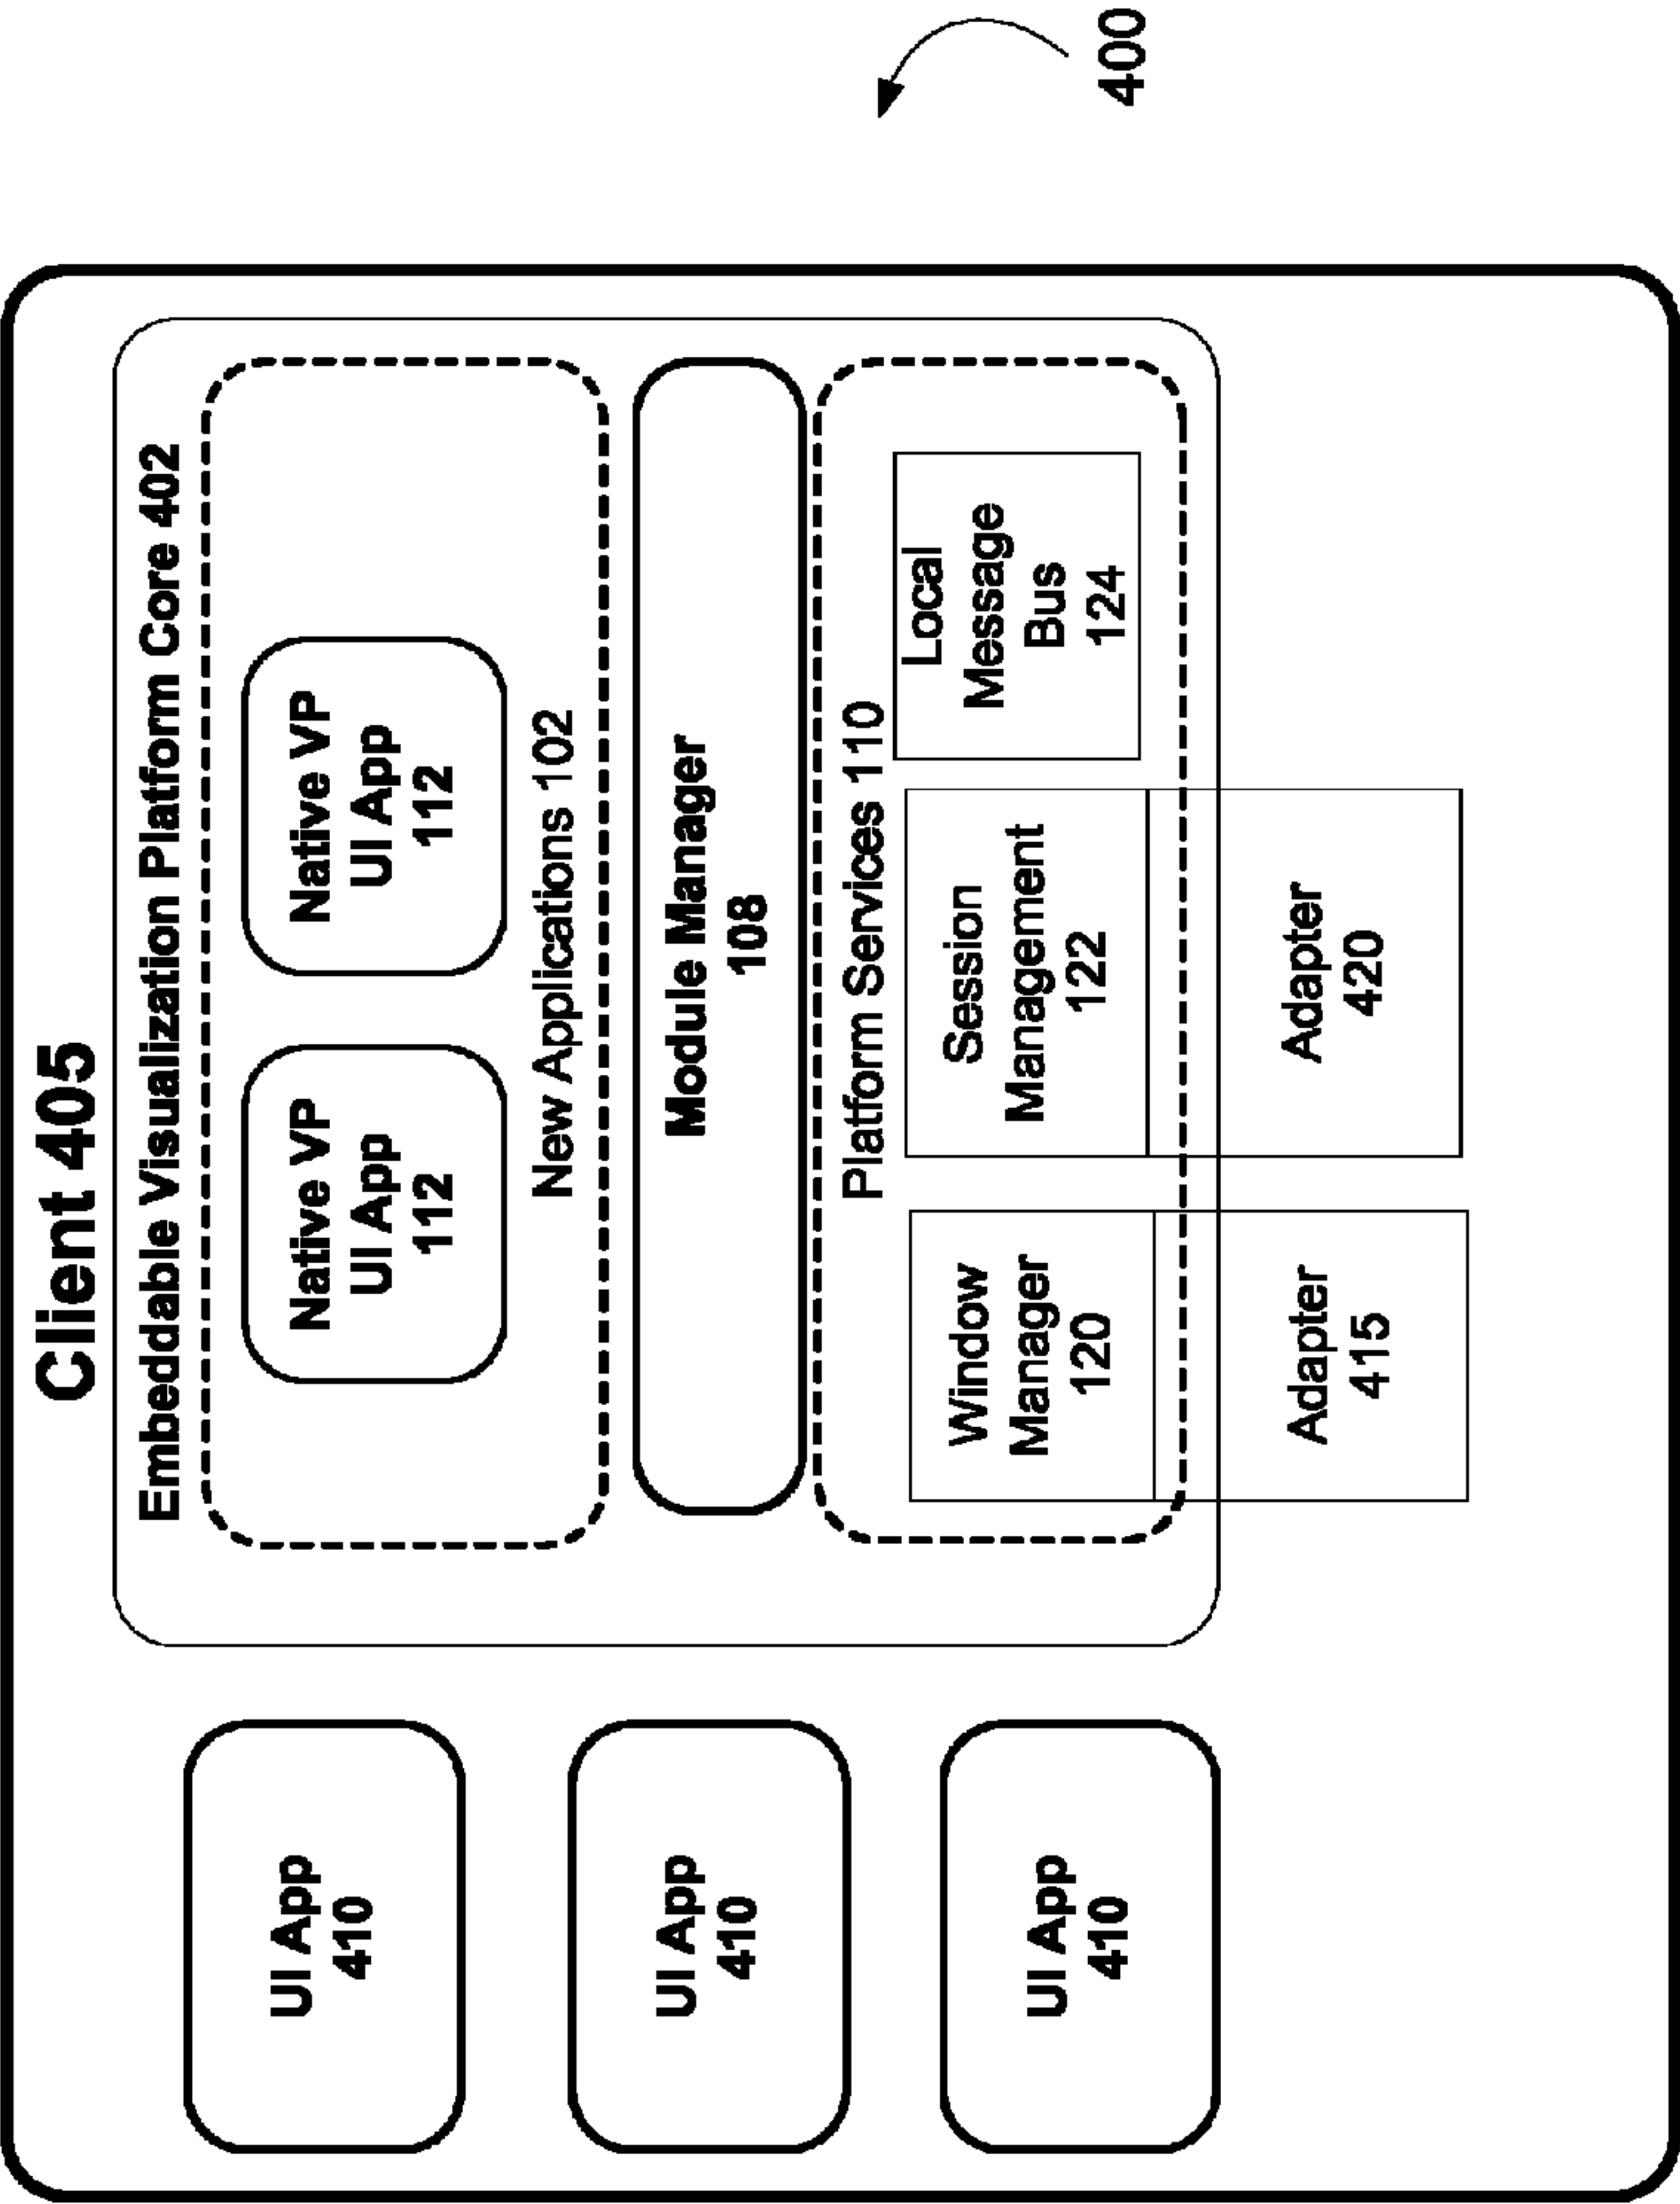 Client 405
UI App
410
UI App
410
UI App
410
Embeddable Visualization Platform Core 402
Native VP
UI App
112
Native VP
UI App
112
New Applications 102
Module Manager
108
Platform Services 110
Window
Manager
120
Session
Management
122
Local
Message
Bus
124
Adapter
415
Adapter
420
400